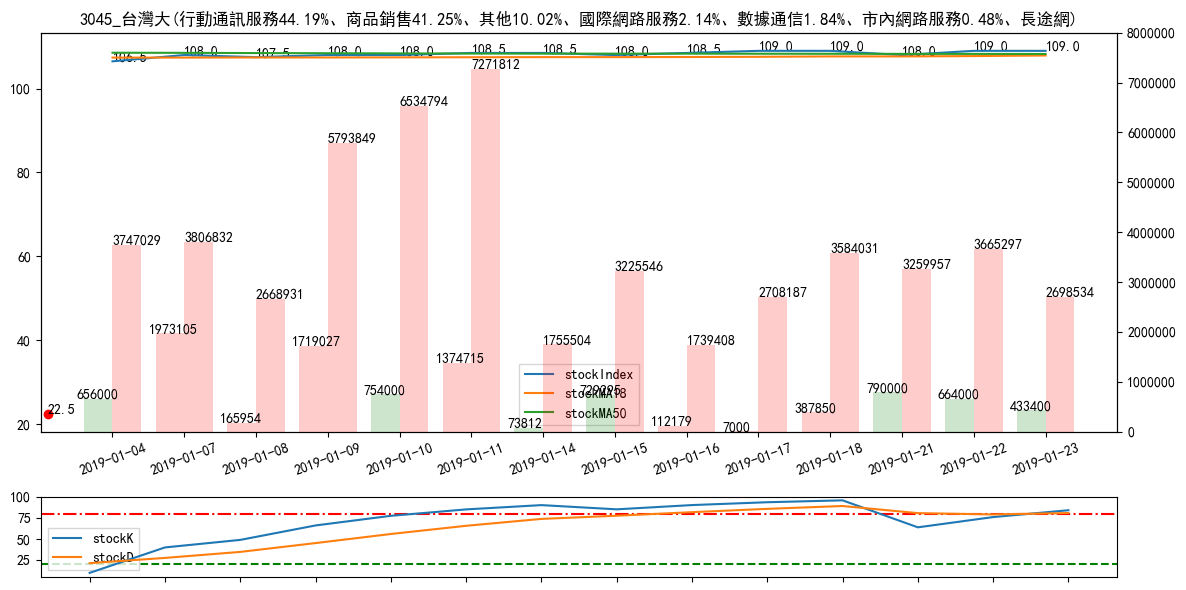 3045_台灣大(行動通訊服務44.19%、商品銷售41.25%、其他10.02%、國際網路服務2.14%、數據通信1.84%、市內網路服務0.48%、長途網)
106.5 108.0 107.5 108.0 108.0 108.5 108.5 108.0 108.5 109.0 109.0 108.0 109.0 109.0
8000000
7000000
6000000
5000000
4000000
3000000
2000000
1000000
0
100
80
60
40
20
3747029 3806832 2668931 5793849 6534794 7271812 1755504 3225546 1739408 2708187 3584031 3259957 3665297 2698534
656000 1973105 165954 1719027 754000 1374715 73812 112179 7000 387850 790000 664000 433400
22.5
stockIndex
stockMA18
stockMA50
2019-01-04 2019-01-07 2019-01-08 2019-01-09 2019-01-10 2019-01-11 2019-01-14 2019-01-15 2019-01-16 2019-01-17 2019-01-18 2019-01-21 2019-01-22 2019-01-23
100
75
50
25
stockK
stockD